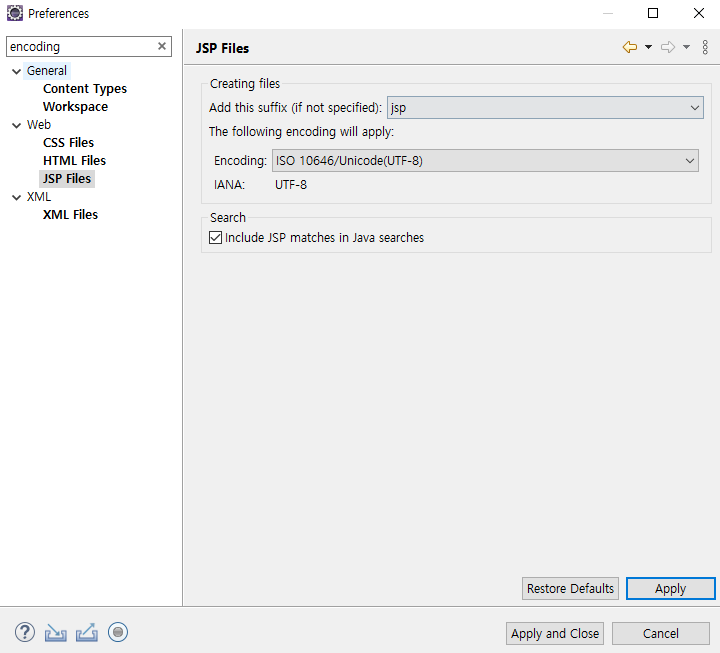 Preferences
encoding
General
Content Types
Workspace
Web
CSS Files
HTML Files
JSP Files
XML
XML Files
JSP Files
Creating files
Add this suffix (if not specified): jsp
The following encoding will apply:
Encoding: ISO 10646/Unicode(UTF-8)
IANA: UTF-8
Search
Include JSP matches in Java searches
Restore Defaults Apply
Apply and Close Cancel